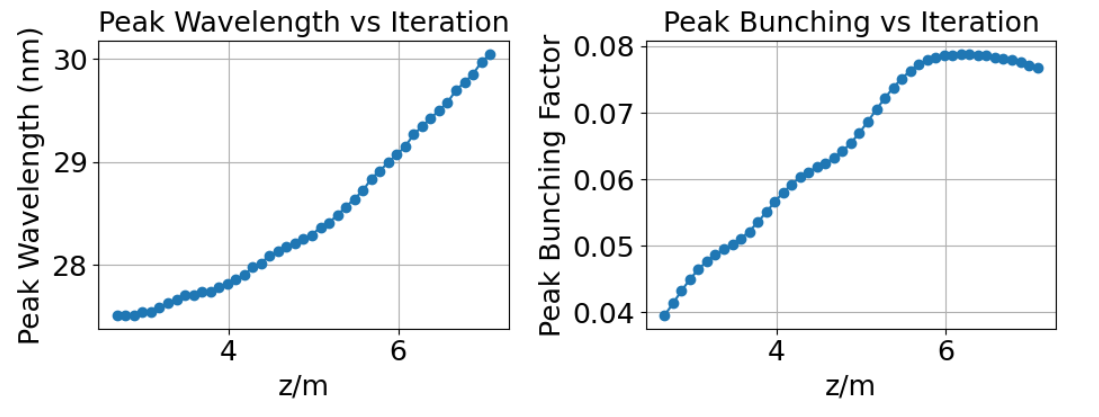 Peak Wavelength vs Iteration
Peak Wavelength (nm)
30
29
28
4
6
z/m
Peak Bunching vs Iteration
Peak Bunching Factor
0.08
0.07
0.06
0.05
0.04
4
6
z/m